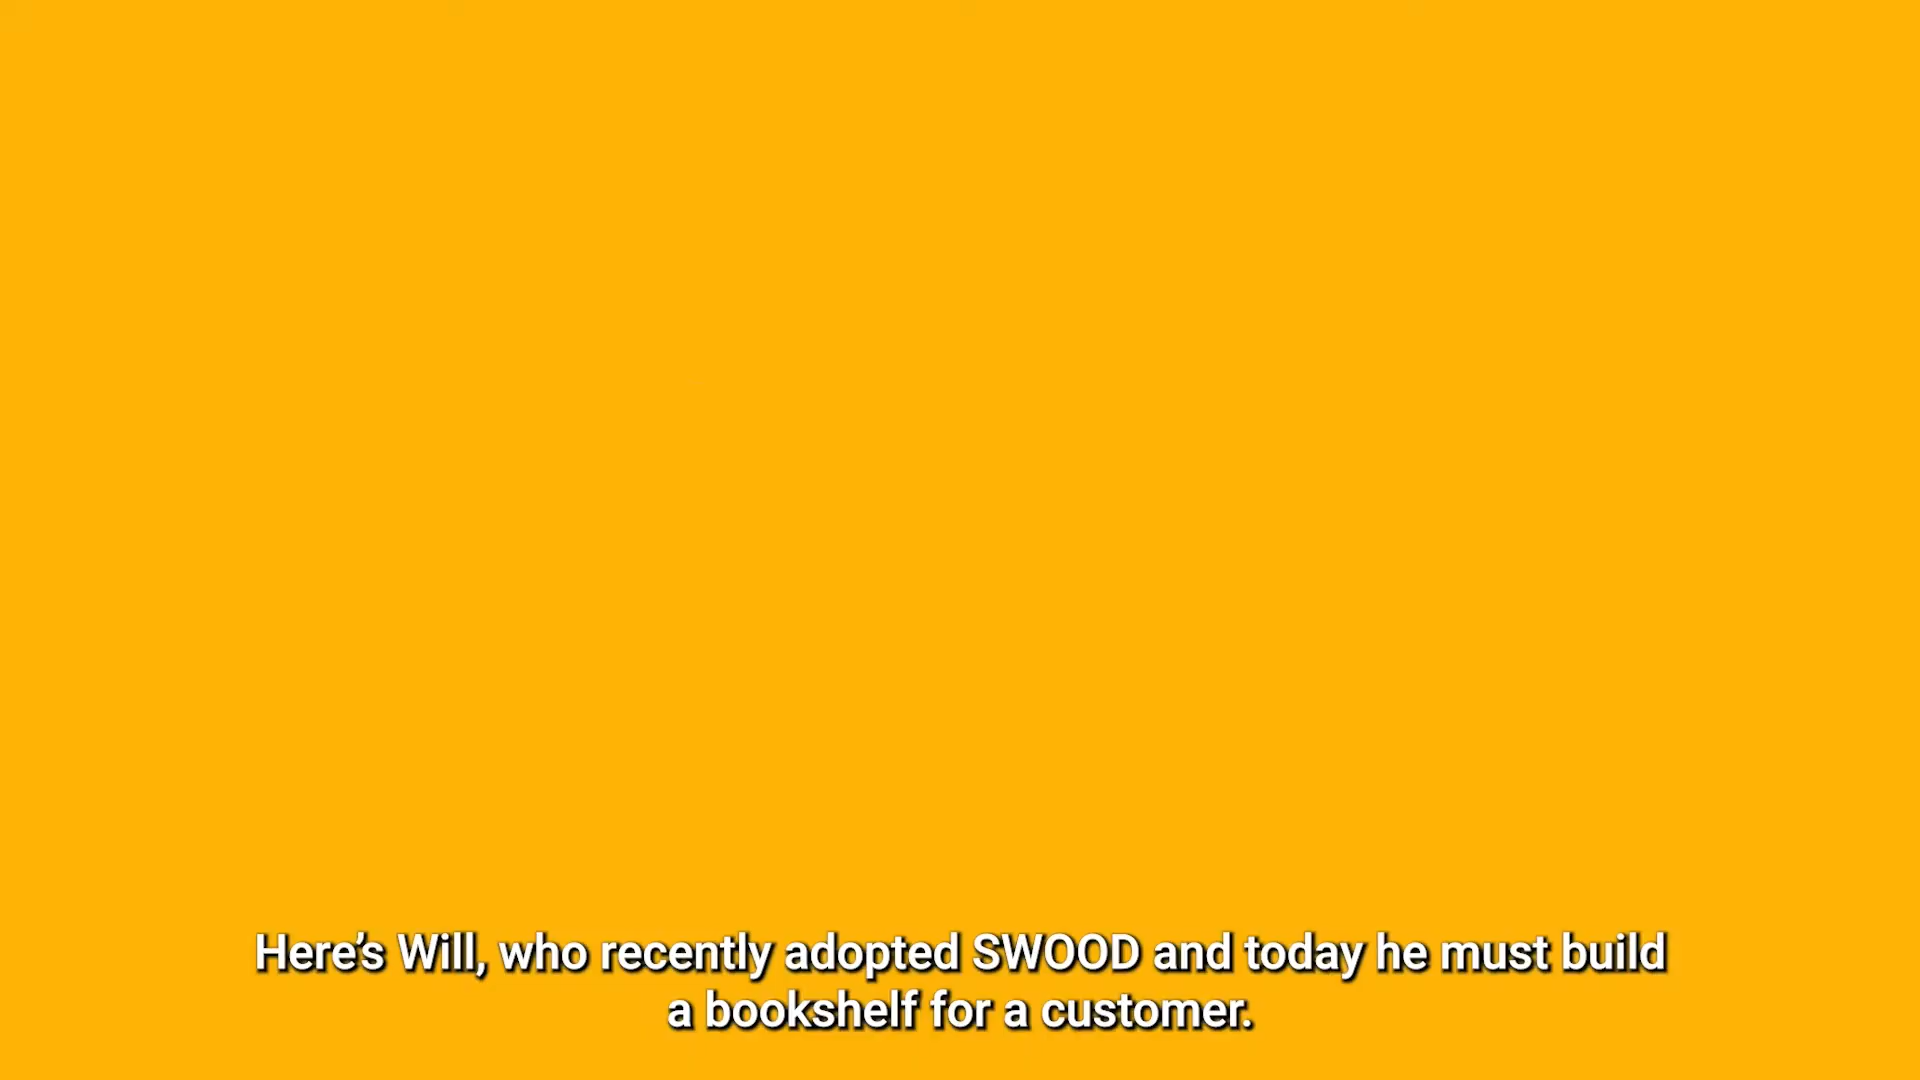 Here’s Will, who recently adopted SWOOD and today he must build
a bookshelf for a customer.